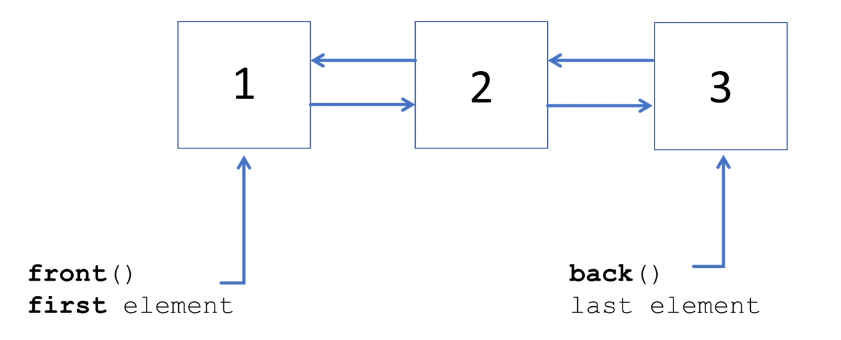 1
2
3
front()
first element
back()
last element